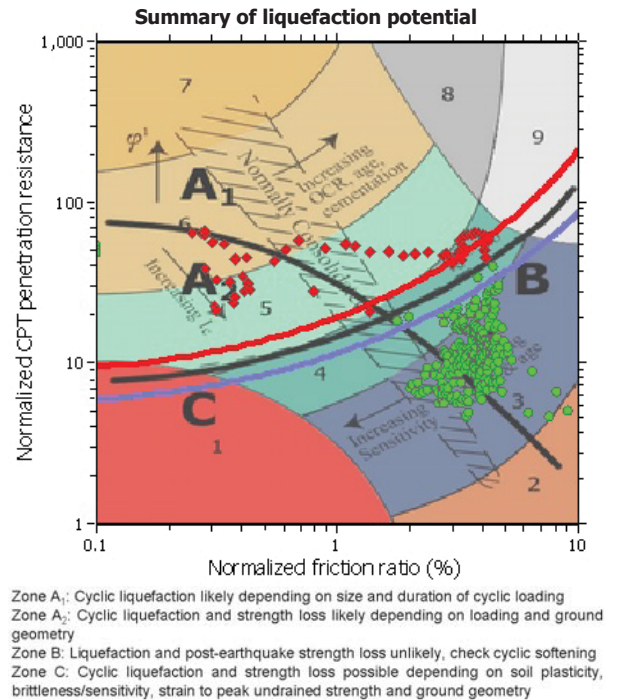 Summary of liquefaction potential
1,000
100
10
1
Normalized CPT penetration resistance
7
8
9
φ'
A1
Normally Consolid
Increasing
OCR, age,
cementation
6
A2
Increasing Ic
5
B
4
& age
3
C
1
Increasing
Sensitivity
2
0.1
1
10
Normalized friction ratio (%)
Zone A1: Cyclic liquefaction likely depending on size and duration of cyclic loading
Zone A2: Cyclic liquefaction and strength loss likely depending on loading and ground
geometry
Zone B: Liquefaction and post-earthquake strength loss unlikely, check cyclic softening
Zone C: Cyclic liquefaction and strength loss possible depending on soil plasticity,
brittleness/sensitivity, strain to peak undrained strength and ground geometry